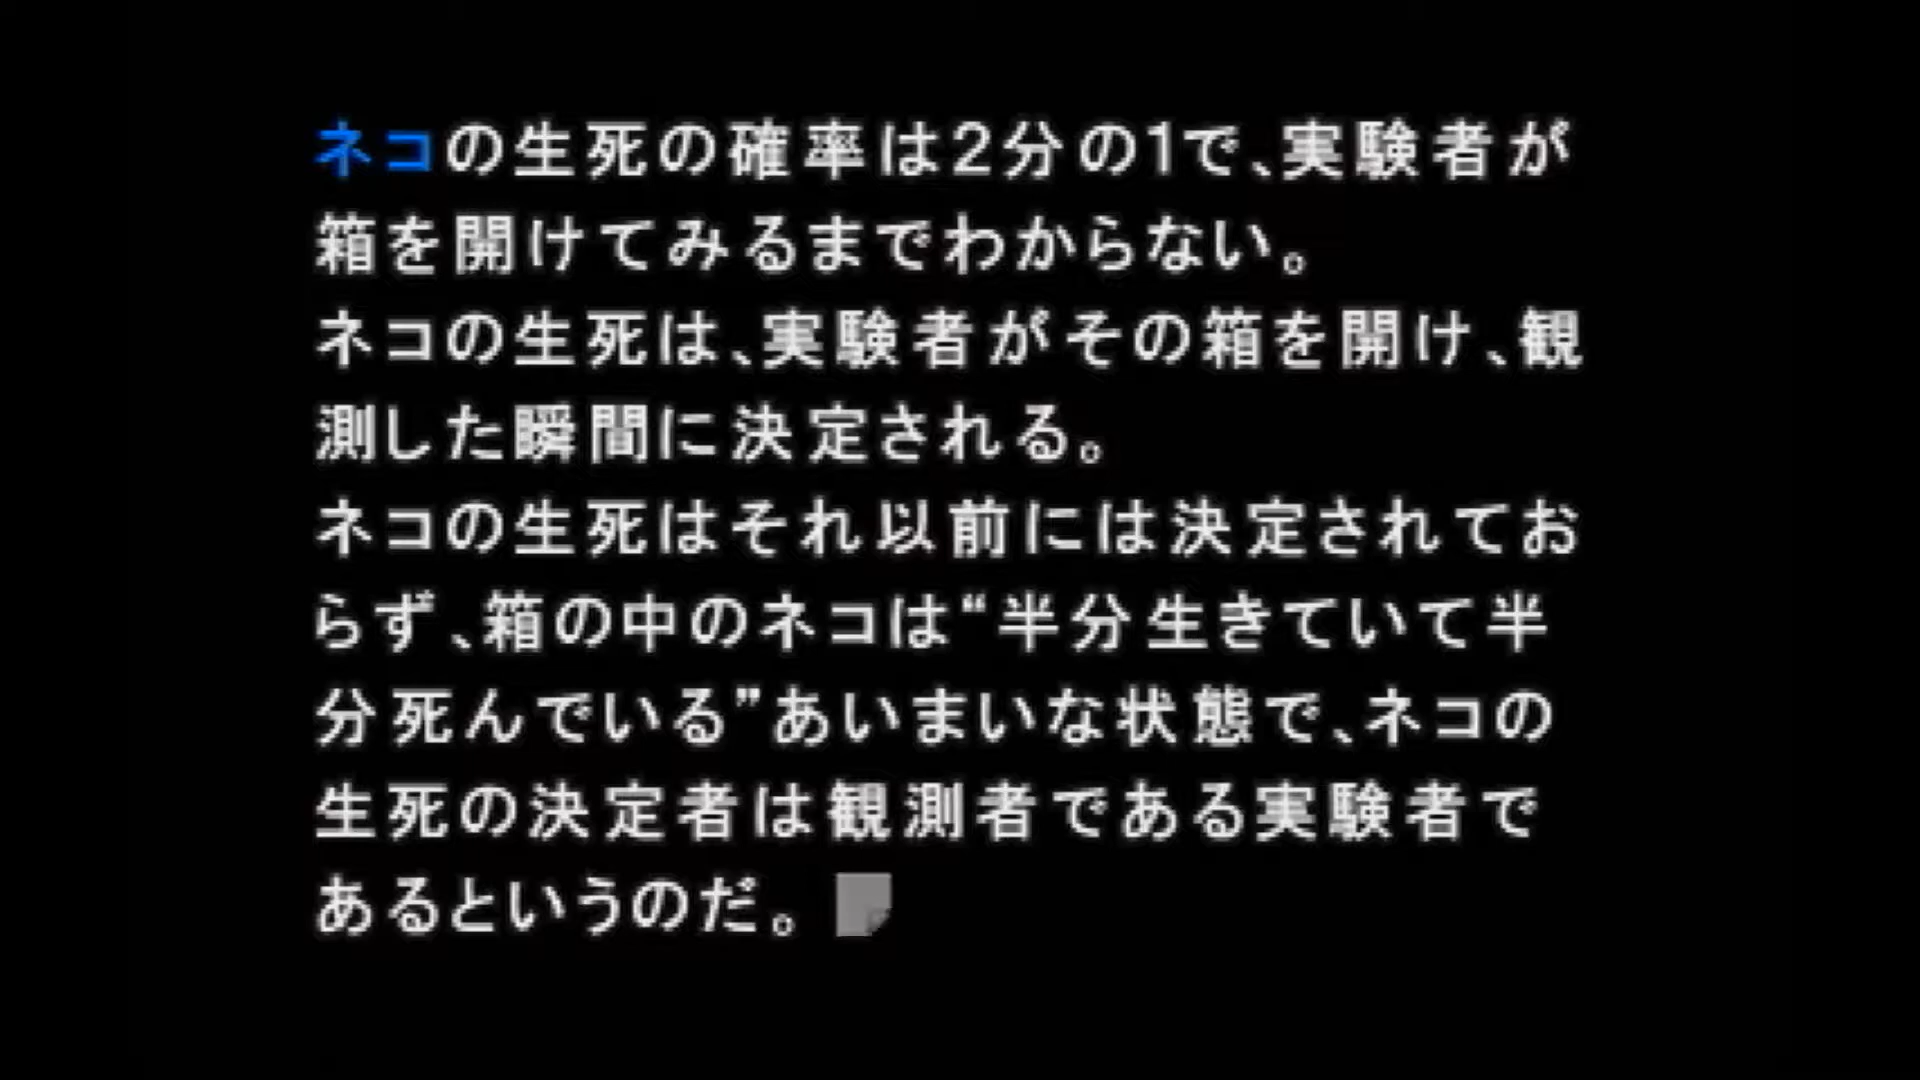 ネコの生死の確率は2分の1で、実験者が
箱を開けてみるまでわからない。
ネコの生死は、実験者がその箱を開け、観
測した瞬間に決定される。
ネコの生死はそれ以前には決定されてお
らず、箱の中のネコは“半分生きていて半
分死んでいる”あいまいな状態で、ネコの
生死の決定者は観測者である実験者で
あるというのだ。